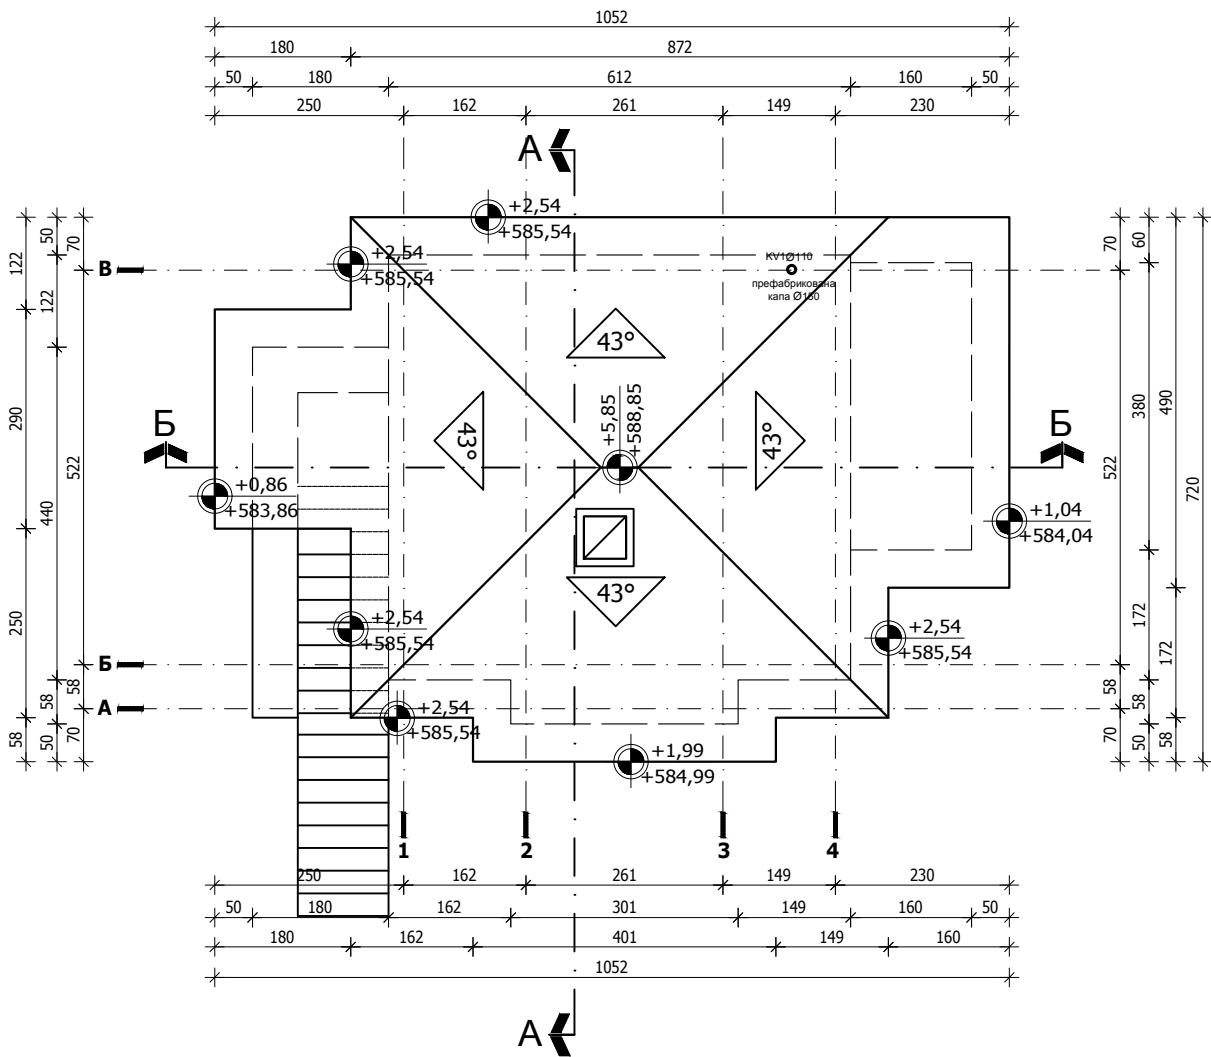 1052
180 872
50 180 612 160 50
250 162 261 149 230
А
+2,54
+585,54
+2,54
+585,54
В
KV1Ø110
префабрикована
капа Ø160
43°
43°
43°
43°
+5,85
+588,85
Б
Б
+0,86
+583,86
+1,04
+584,04
+2,54
+585,54
+2,54
+585,54
Б
А
+2,54
+585,54
+1,99
+584,99
122 290 250 58
50 122 440 58 50
70 522 58 70
70 522 58 70
60 380 172 58 50
490 172 58
720
1 2 3 4
250 162 261 149 230
50 180 162 301 149 160 50
180 162 401 149 160
1052
А